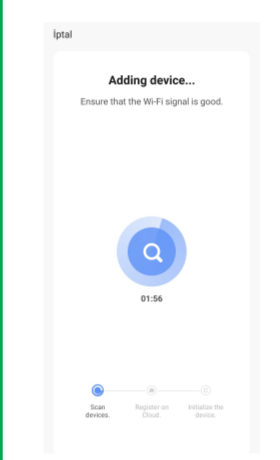 İptal
Adding device...
Ensure that the Wi-Fi signal is good.
01:56
Scan devices.
Register on Cloud.
Initialize the device.